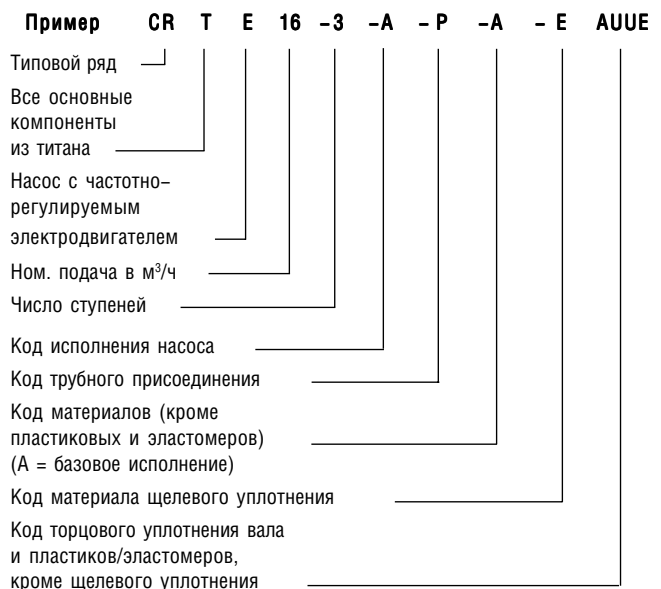 Пример CR T E 16 –3 –A – P –A – E AUUE
Типовой ряд
Все основные
компоненты
из титана
Насос с частотно–
регулируемым
электродвигателем
Ном. подача в м³/ч
Число ступеней
Код исполнения насоса
Код трубного присоединения
Код материалов (кроме
пластиковых и эластомеров)
(А = базовое исполнение)
Код материала щелевого уплотнения
Код торцового уплотнения вала
и пластиков/эластомеров,
кроме щелевого уплотнения